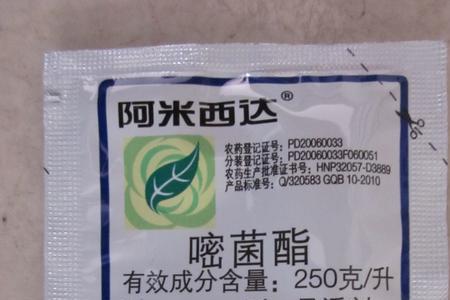 阿米西达®
农药登记证号：PD20060033
分装登记证号：PD20060033F060051
农药生产批准证书号：HNP32057-D3889
产品标准号：Q/320583 GQB 10-2010
嘧菌酯
有效成分含量：250克/升